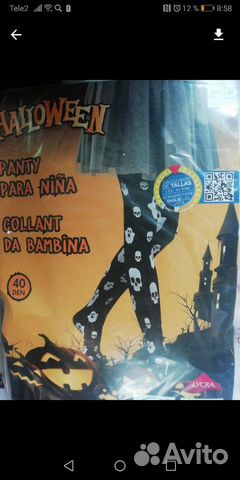 Tele2 12 % 8:58
HALLOWEEN
PANTY
PARA NIÑA
COLLANT
DA BAMBINA
40
DEN
TALLAS
LYCRA
Avito